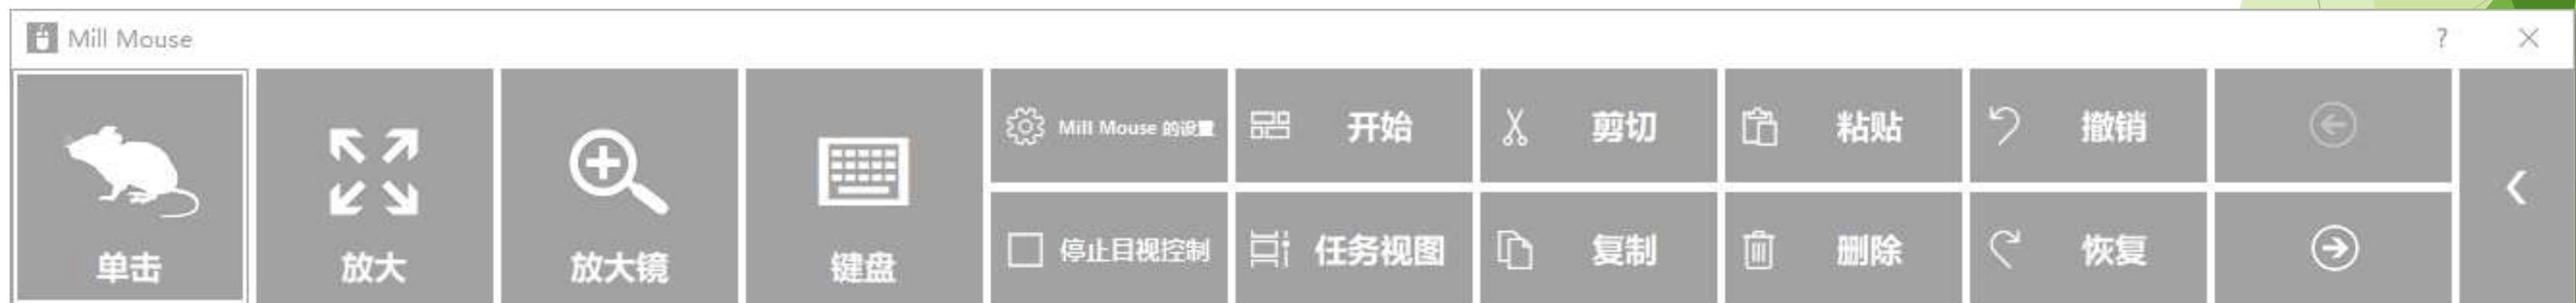 Mill Mouse
?
单击
放大
放大镜
键盘
Mill Mouse 的设置
开始
剪切
粘贴
撤销
停止目视控制
任务视图
复制
删除
恢复